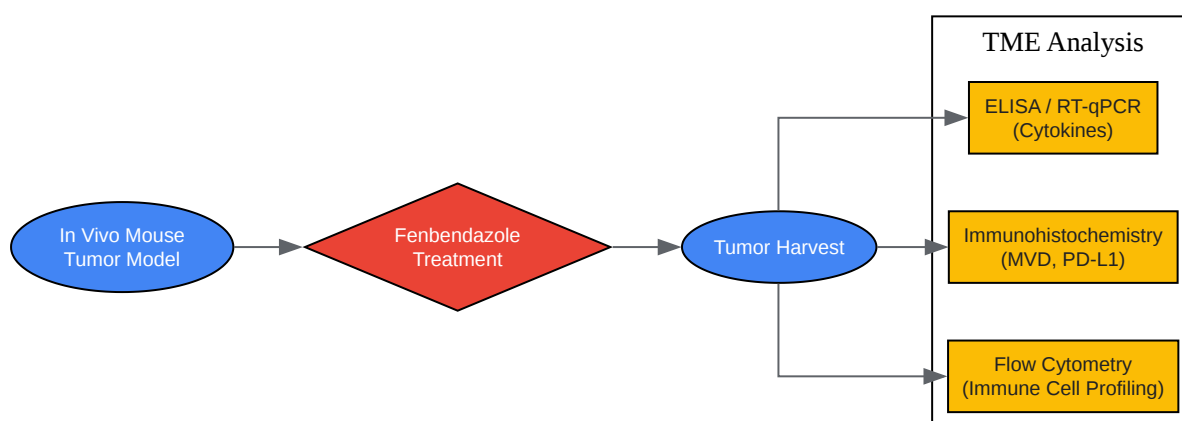 TME Analysis
ELISA / RT-qPCR
(Cytokines)
In Vivo Mouse
Tumor Model
Fenbendazole
Treatment
Tumor Harvest
Immunohistochemistry
(MVD, PD-L1)
Flow Cytometry
(Immune Cell Profiling)